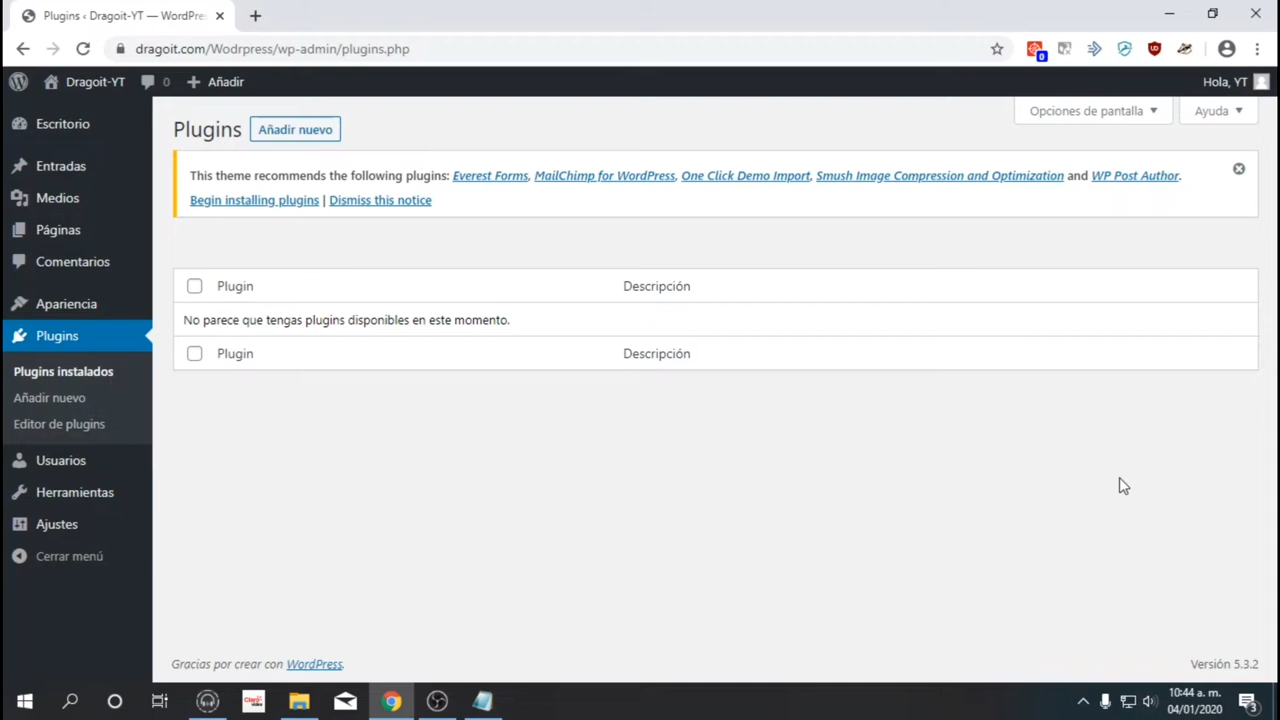 Plugins ‹ Dragoit-YT — WordPre
dragoit.com/Wodrpress/wp-admin/plugins.php
0
Dragoit-YT 0 Añadir Hola, YT
Escritorio
Entradas
Medios
Páginas
Comentarios
Apariencia
Plugins
Plugins instalados
Añadir nuevo
Editor de plugins
Usuarios
Herramientas
Ajustes
Cerrar menú
Opciones de pantalla Ayuda
Plugins Añadir nuevo
This theme recommends the following plugins: Everest Forms, MailChimp for WordPress, One Click Demo Import, Smush Image Compression and Optimization and WP Post Author.
Begin installing plugins | Dismiss this notice
Plugin Descripción
No parece que tengas plugins disponibles en este momento.
Plugin Descripción
Gracias por crear con WordPress. Versión 5.3.2
Claro video
10:44 a. m.
04/01/2020
3